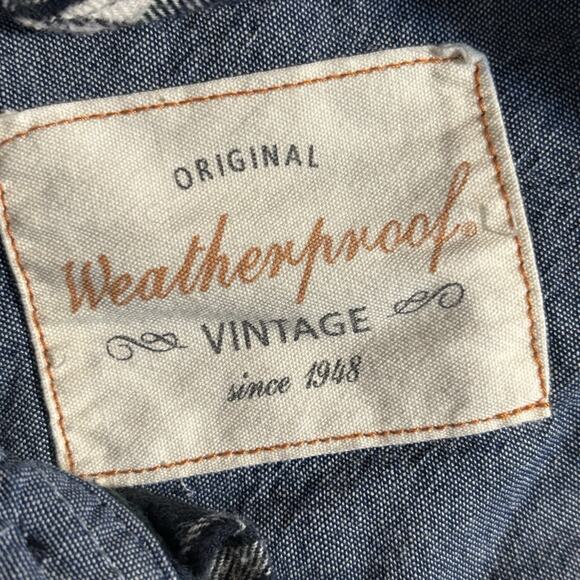 ORIGINAL
Weatherproof®
VINTAGE
since 1948